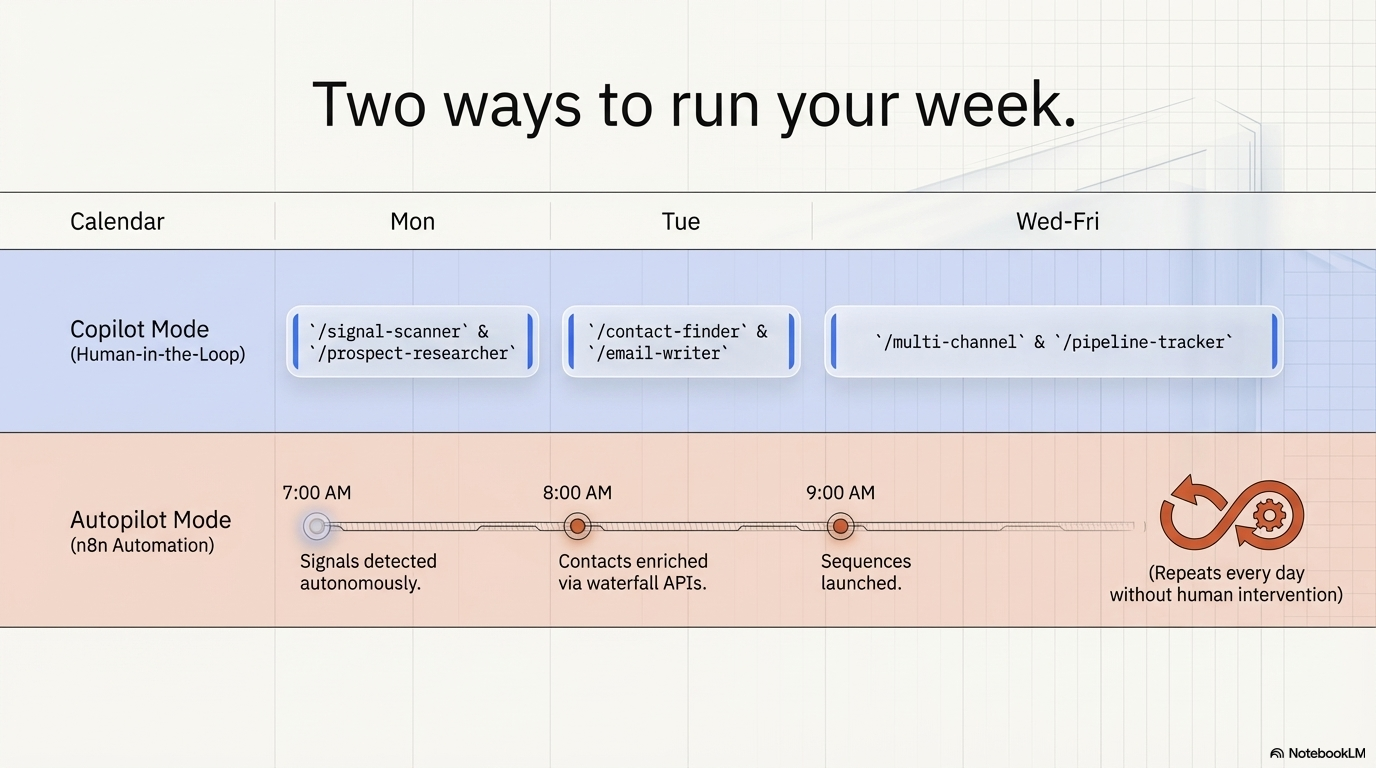 Two ways to run your week.
Calendar
Mon
Tue
Wed-Fri
Copilot Mode
(Human-in-the-Loop)
`/signal-scanner` &
`/prospect-researcher`
`/contact-finder` &
`/email-writer`
`/multi-channel` & `/pipeline-tracker`
Autopilot Mode
(n8n Automation)
7:00 AM
Signals detected
autonomously.
8:00 AM
Contacts enriched
via waterfall APIs.
9:00 AM
Sequences
launched.
(Repeats every day
without human intervention)
NotebookLM